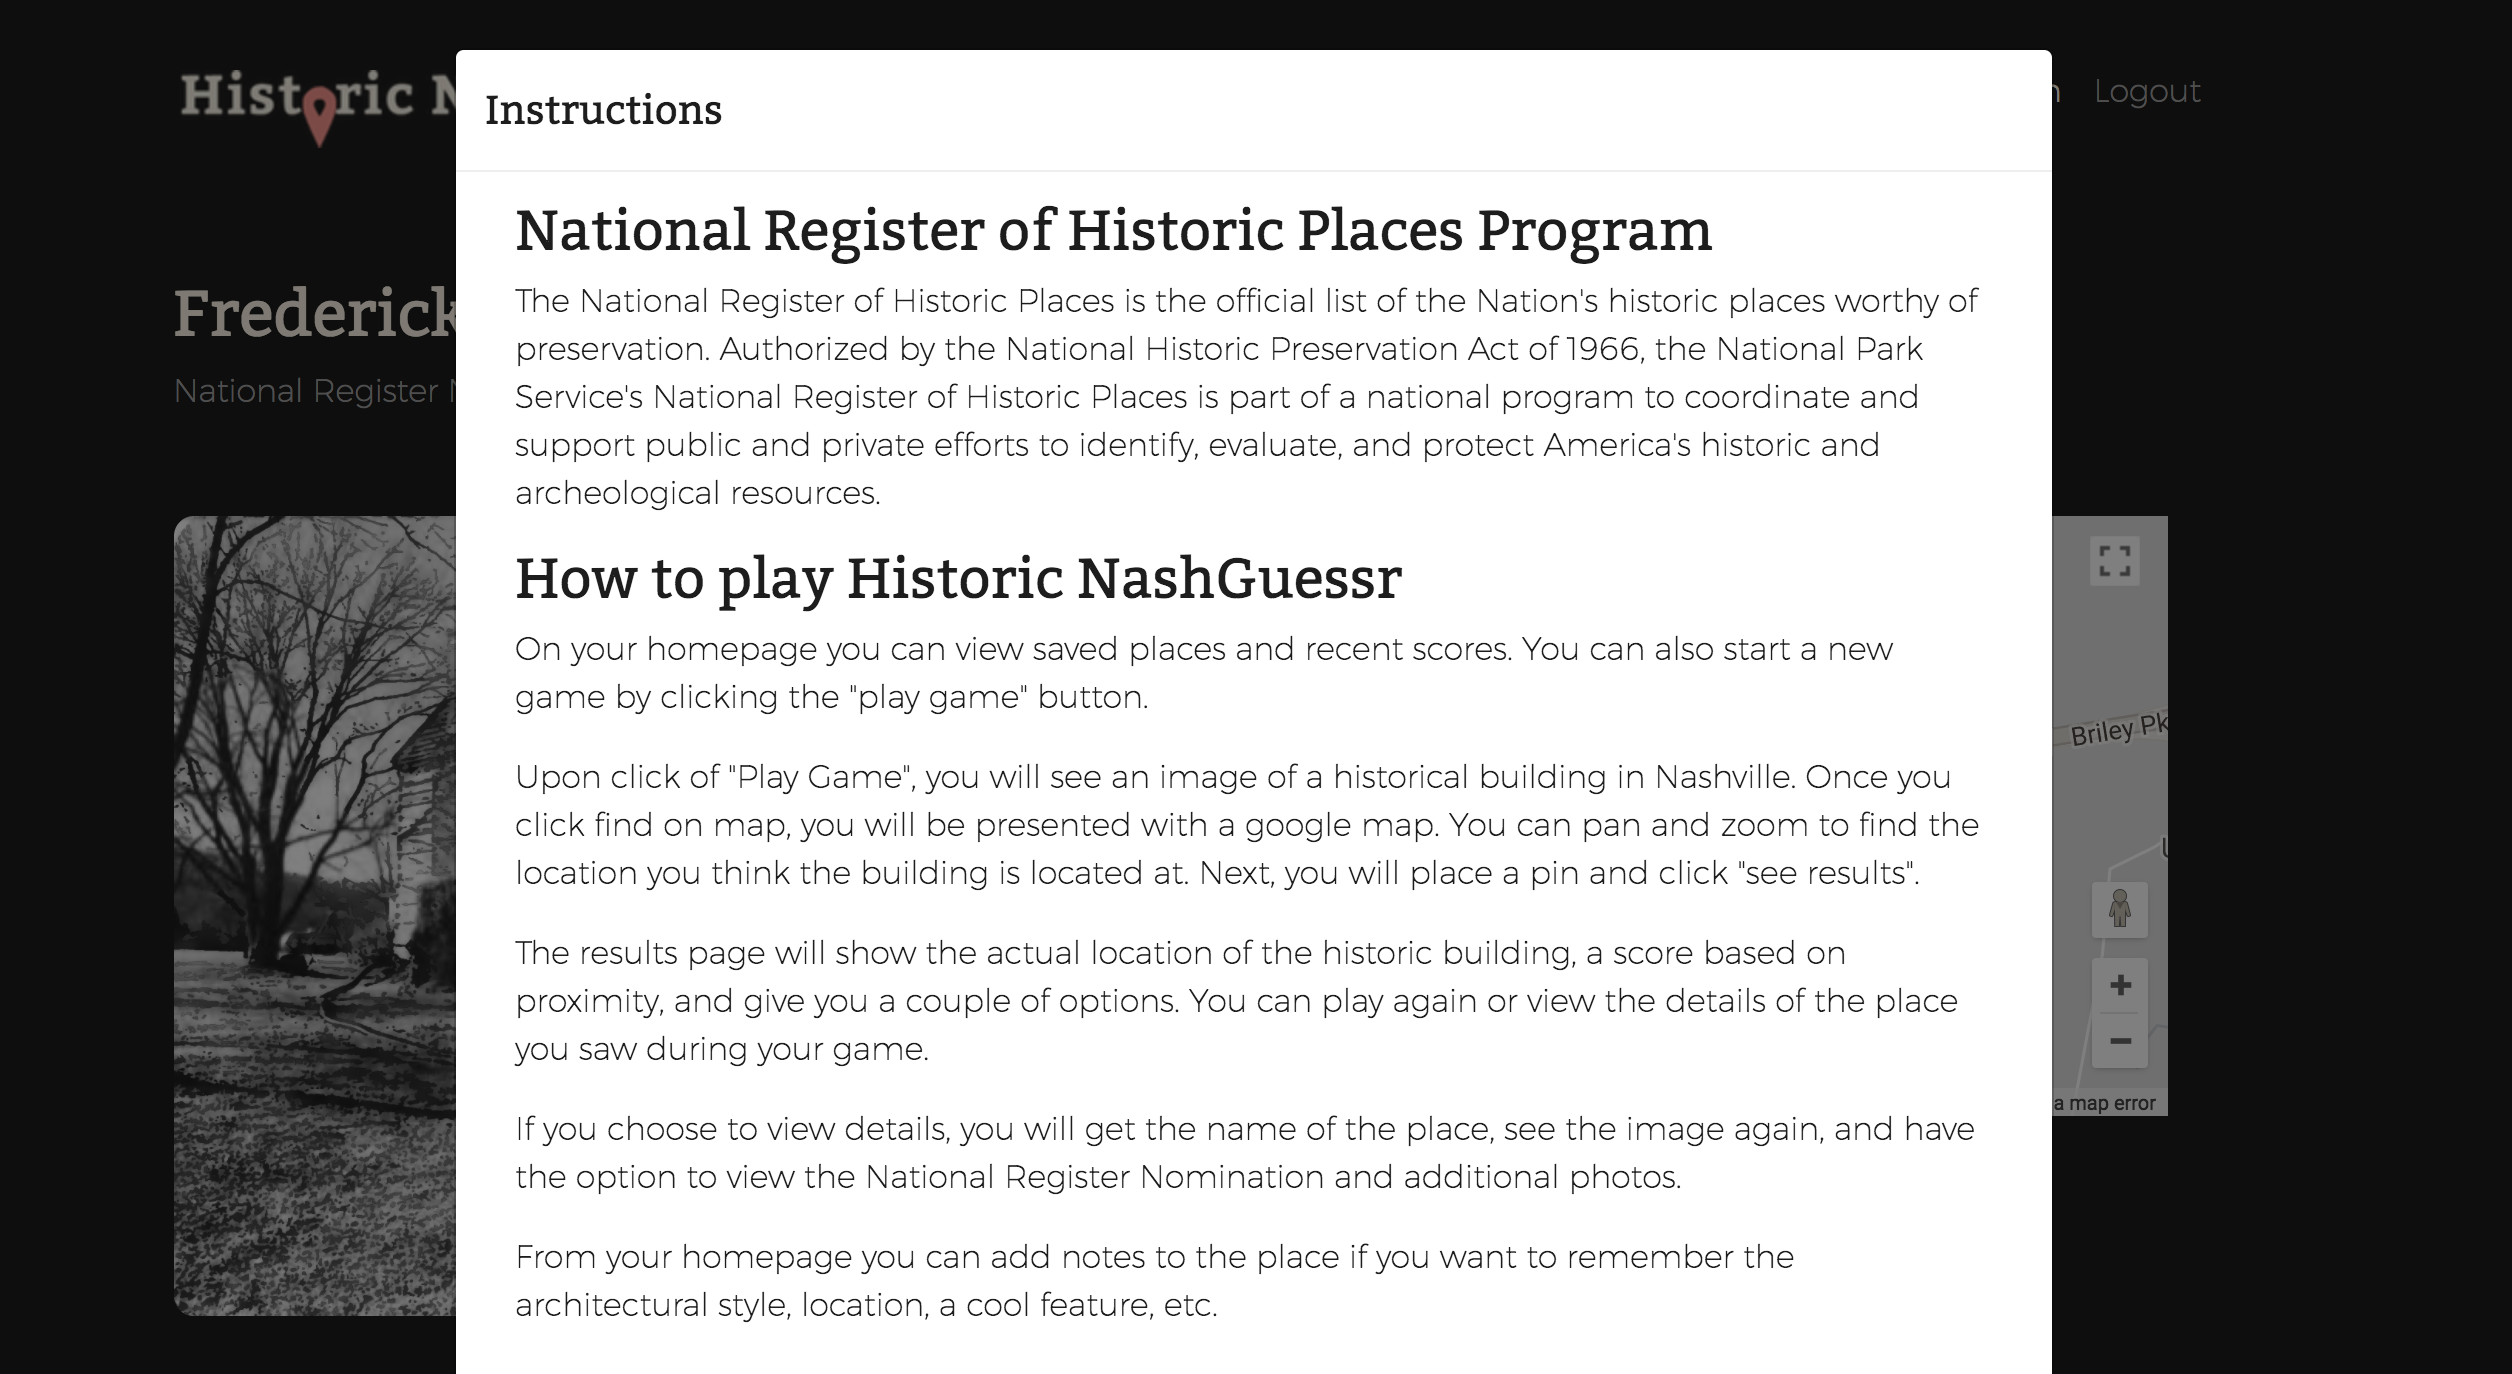 Historic
Logout
Instructions
National Register of Historic Places Program
The National Register of Historic Places is the official list of the Nation's historic places worthy of
preservation. Authorized by the National Historic Preservation Act of 1966, the National Park
Service's National Register of Historic Places is part of a national program to coordinate and
support public and private efforts to identify, evaluate, and protect America's historic and
archeological resources.
How to play Historic NashGuessr
On your homepage you can view saved places and recent scores. You can also start a new
game by clicking the "play game" button.
Upon click of "Play Game", you will see an image of a historical building in Nashville. Once you
click find on map, you will be presented with a google map. You can pan and zoom to find the
location you think the building is located at. Next, you will place a pin and click "see results".
The results page will show the actual location of the historic building, a score based on
proximity, and give you a couple of options. You can play again or view the details of the place
you saw during your game.
If you choose to view details, you will get the name of the place, see the image again, and have
the option to view the National Register Nomination and additional photos.
From your homepage you can add notes to the place if you want to remember the
architectural style, location, a cool feature, etc.
Frederick
National Register
Briley Pk
a map error